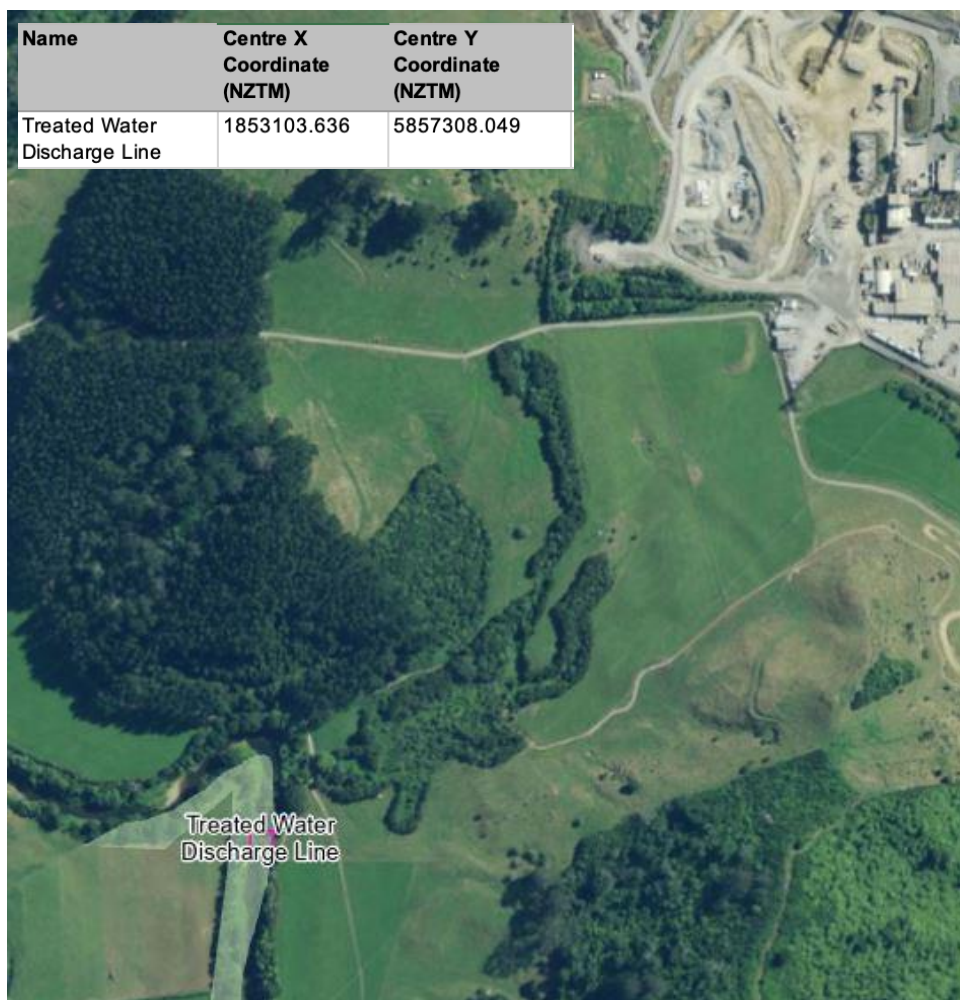 Name Centre X Centre Y
Coordinate Coordinate
(NZTM) (NZTM)
Treated Water 1853103.636 5857308.049
Discharge Line
Treated Water
Discharge Line